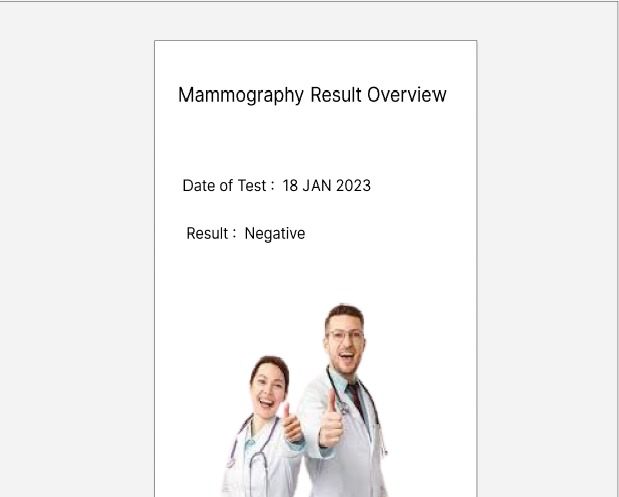 Mammography Result Overview
Date of Test : 18 JAN 2023
Result : Negative